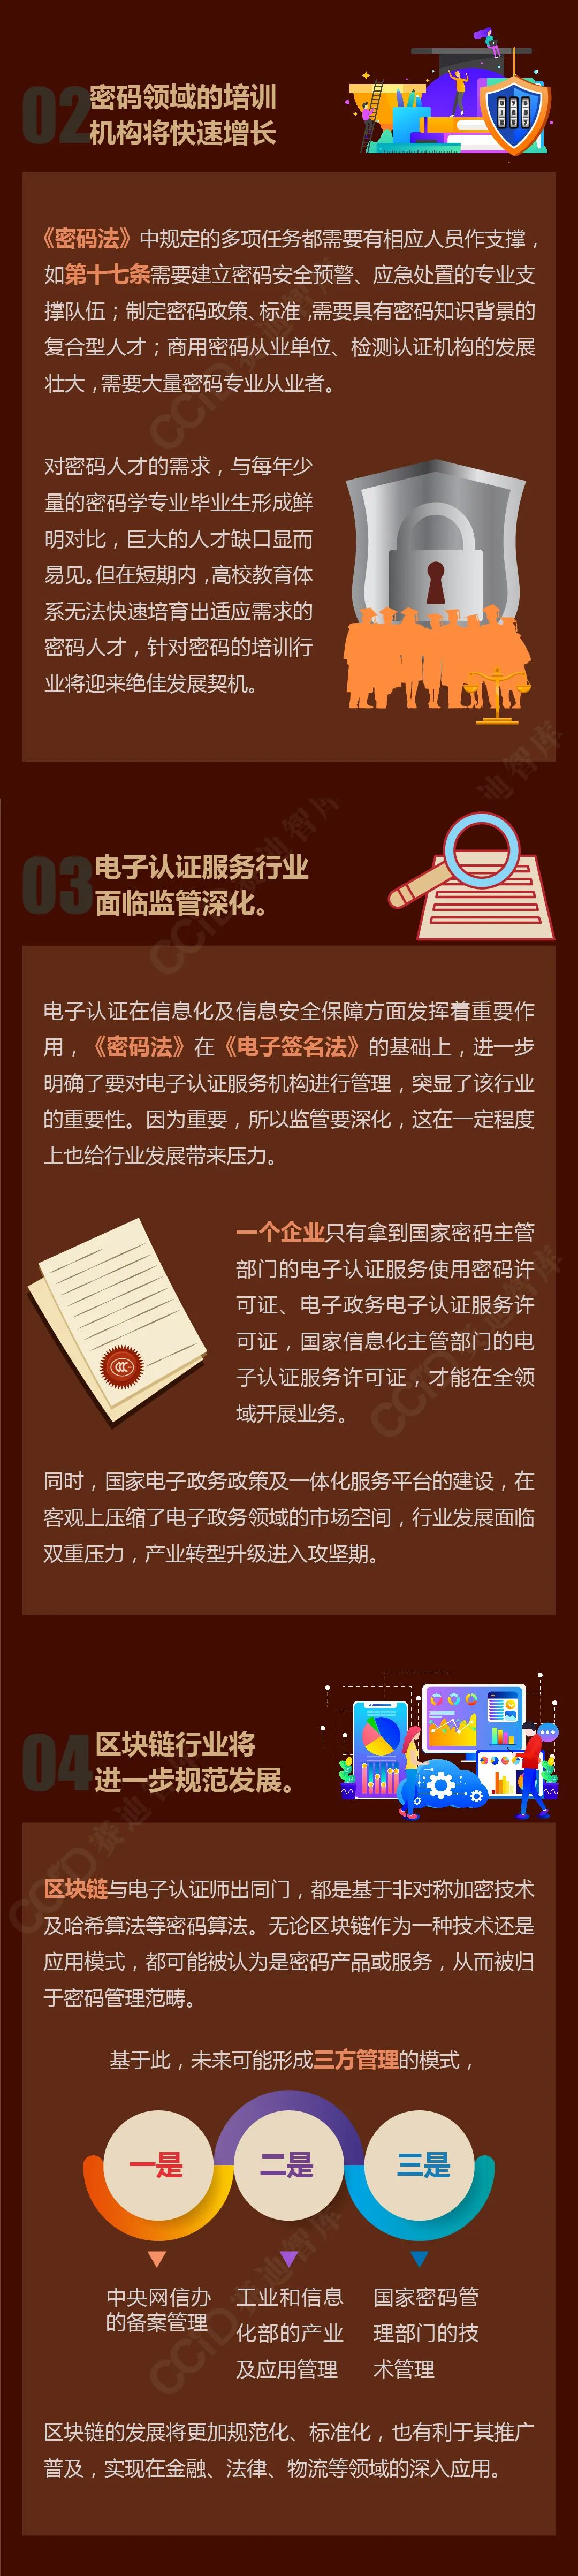 02
密码领域的培训
机构将快速增长
《密码法》中规定的多项任务都需要有相应人员作支撑，
如第十七条需要建立密码安全预警、应急处置的专业支
撑队伍；制定密码政策、标准，需要具有密码知识背景的
复合型人才；商用密码从业单位、检测认证机构的发展
壮大，需要大量密码专业从业者。
对密码人才的需求，与每年少
量的密码学专业毕业生形成鲜
明对比，巨大的人才缺口显而
易见。但在短期内，高校教育体
系无法快速培育出适应需求的
密码人才，针对密码的培训行
业将迎来绝佳发展契机。
CCID赛迪智库
03
电子认证服务行业
面临监管深化。
电子认证在信息化及信息安全保障方面发挥着重要作
用，《密码法》在《电子签名法》的基础上，进一步
明确了要对电子认证服务机构进行管理，突显了该行业
的重要性。因为重要，所以监管要深化，这在一定程度
上也给行业发展带来压力。
一个企业只有拿到国家密码主管
部门的电子认证服务使用密码许
可证、电子政务电子认证服务许
可证，国家信息化主管部门的电
子认证服务许可证，才能在全领
域开展业务。
同时，国家电子政务政策及一体化服务平台的建设，在
客观上压缩了电子政务领域的市场空间，行业发展面临
双重压力，产业转型升级进入攻坚期。
04
区块链行业将
进一步规范发展。
区块链与电子认证师出同门，都是基于非对称加密技术
及哈希算法等密码算法。无论区块链作为一种技术还是
应用模式，都可能被认为是密码产品或服务，从而被归
于密码管理范畴。
基于此，未来可能形成三方管理的模式，
一是
二是
三是
中央网信办
的备案管理
工业和信息
化部的产业
及应用管理
国家密码管
理部门的技
术管理
区块链的发展将更加规范化、标准化，也有利于其推广
普及，实现在金融、法律、物流等领域的深入应用。